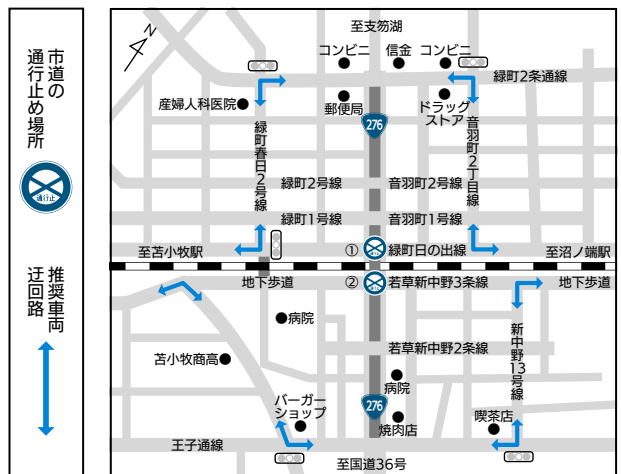 市道の
通行止め場所
通行止
推奨車両
迂回路
N
至支笏湖
コンビニ
信金
コンビニ
緑町2条通線
産婦人科医院
郵便局
ドラッグ
ストア
276
緑町春日2号線
音羽町2丁目線
緑町2号線
音羽町2号線
緑町1号線
音羽町1号線
至苫小牧駅
①
緑町日の出線
至沼ノ端駅
地下歩道
②
若草新中野3条線
地下歩道
病院
新中野13号線
苫小牧商高
若草新中野2条線
病院
バーガー
ショップ
276
焼肉店
喫茶店
王子通線
至国道36号